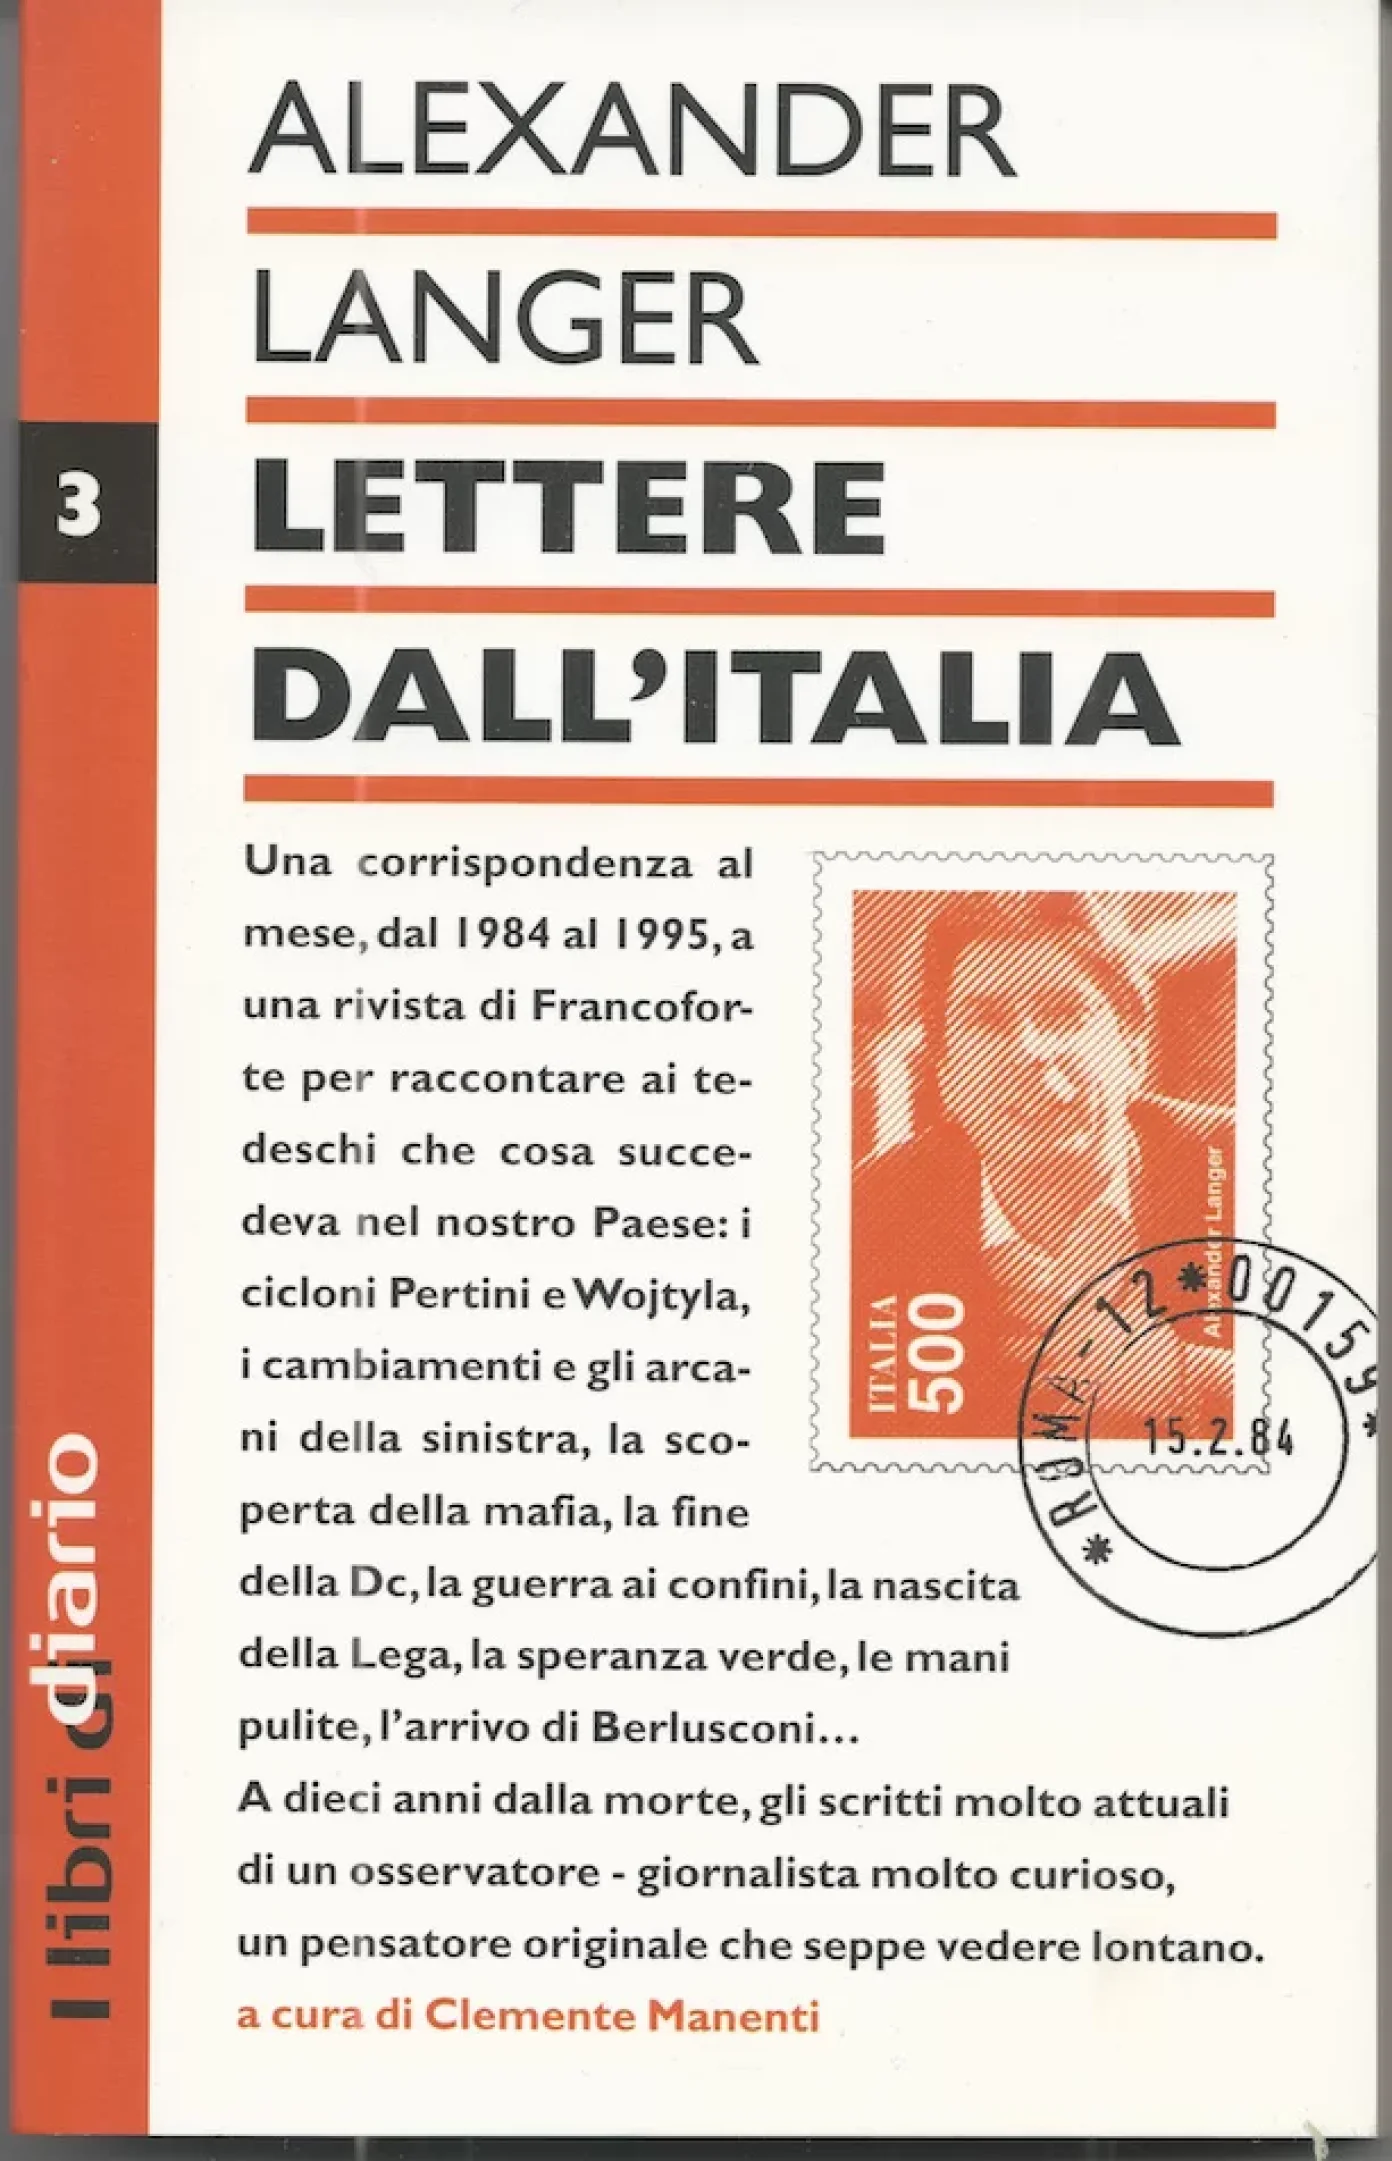 ALEXANDER
LANGER
LETTERE
DALL’ITALIA
Una corrispondenza al
mese, dal 1984 al 1995, a
una rivista di Francofor-
te per raccontare ai te-
deschi che cosa succe-
deva nel nostro Paese: i
cicloni Pertini e Wojtyla,
i cambiamenti e gli arca-
ni della sinistra, la sco-
perta della mafia, la fine
della Dc, la guerra ai confini, la nascita
della Lega, la speranza verde, le mani
pulite, l’arrivo di Berlusconi...
A dieci anni dalla morte, gli scritti molto attuali
di un osservatore - giornalista molto curioso,
un pensatore originale che seppe vedere lontano.
a cura di Clemente Manenti
ITALIA
500
Alexander Langer
*ROMA-12*00159*
15.2.84
3
I libri di
diario